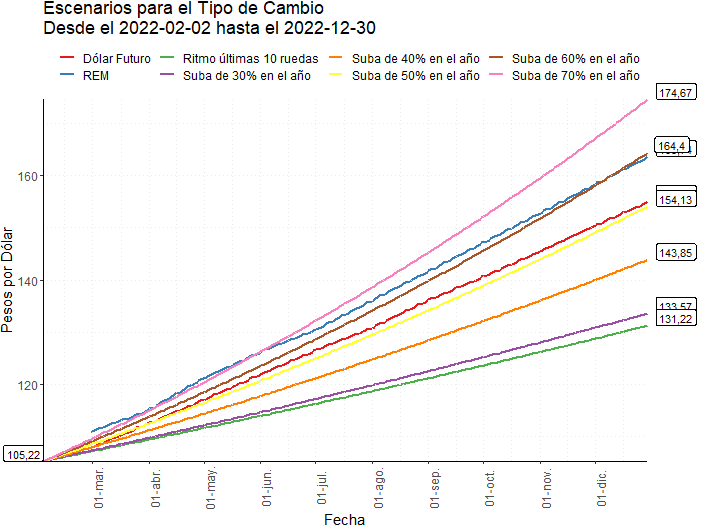 Escenarios para el Tipo de Cambio
Desde el 2022-02-02 hasta el 2022-12-30
Dólar Futuro
Ritmo últimas 10 ruedas
Suba de 40% en el año
Suba de 60% en el año
REM
Suba de 30% en el año
Suba de 50% en el año
Suba de 70% en el año
174,67
164,4
154,13
143,85
133,57
131,22
105,22
160
140
120
Pesos por Dólar
01-mar.
01-abr.
01-may.
01-jun.
01-jul.
01-ago.
01-sep.
01-oct.
01-nov.
01-dic.
Fecha